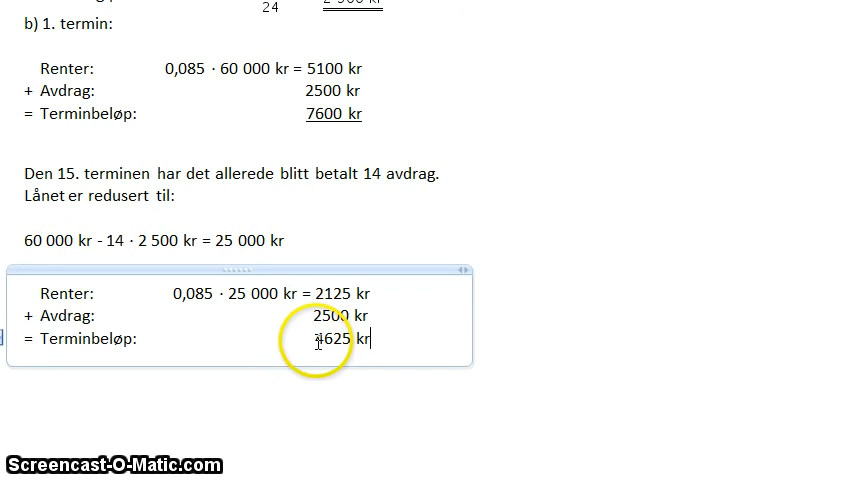 24
b) 1. termin:
Renter: 0,085 · 60 000 kr = 5100 kr
+ Avdrag: 2500 kr
= Terminbeløp: 7600 kr
Den 15. terminen har det allerede blitt betalt 14 avdrag.
Lånet er redusert til:
60 000 kr - 14 · 2 500 kr = 25 000 kr
Renter: 0,085 · 25 000 kr = 2125 kr
+ Avdrag: 2500 kr
= Terminbeløp: 4625 kr
Screencast-O-Matic.com